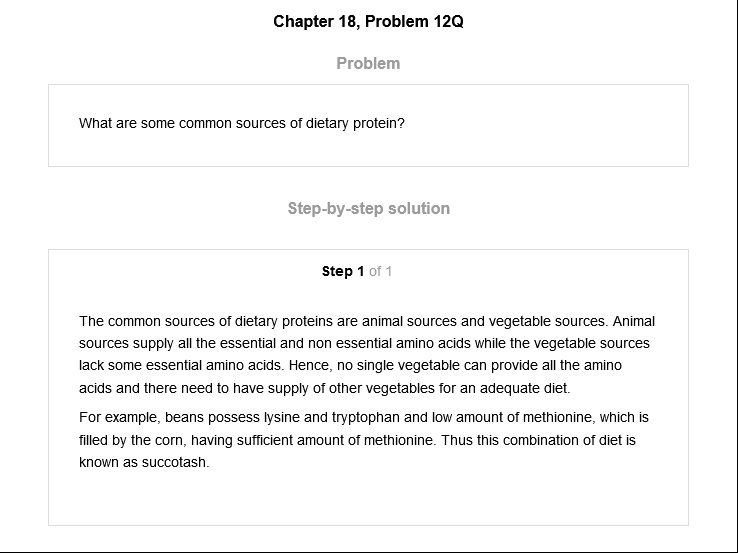 Chapter 18, Problem 12Q
Problem
What are some common sources of dietary protein?
Step-by-step solution
Step 1 of 1
The common sources of dietary proteins are animal sources and vegetable sources. Animal
sources supply all the essential and non essential amino acids while the vegetable sources
lack some essential amino acids. Hence, no single vegetable can provide all the amino
acids and there need to have supply of other vegetables for an adequate diet.
For example, beans possess lysine and tryptophan and low amount of methionine, which is
filled by the corn, having sufficient amount of methionine. Thus this combination of diet is
known as succotash.